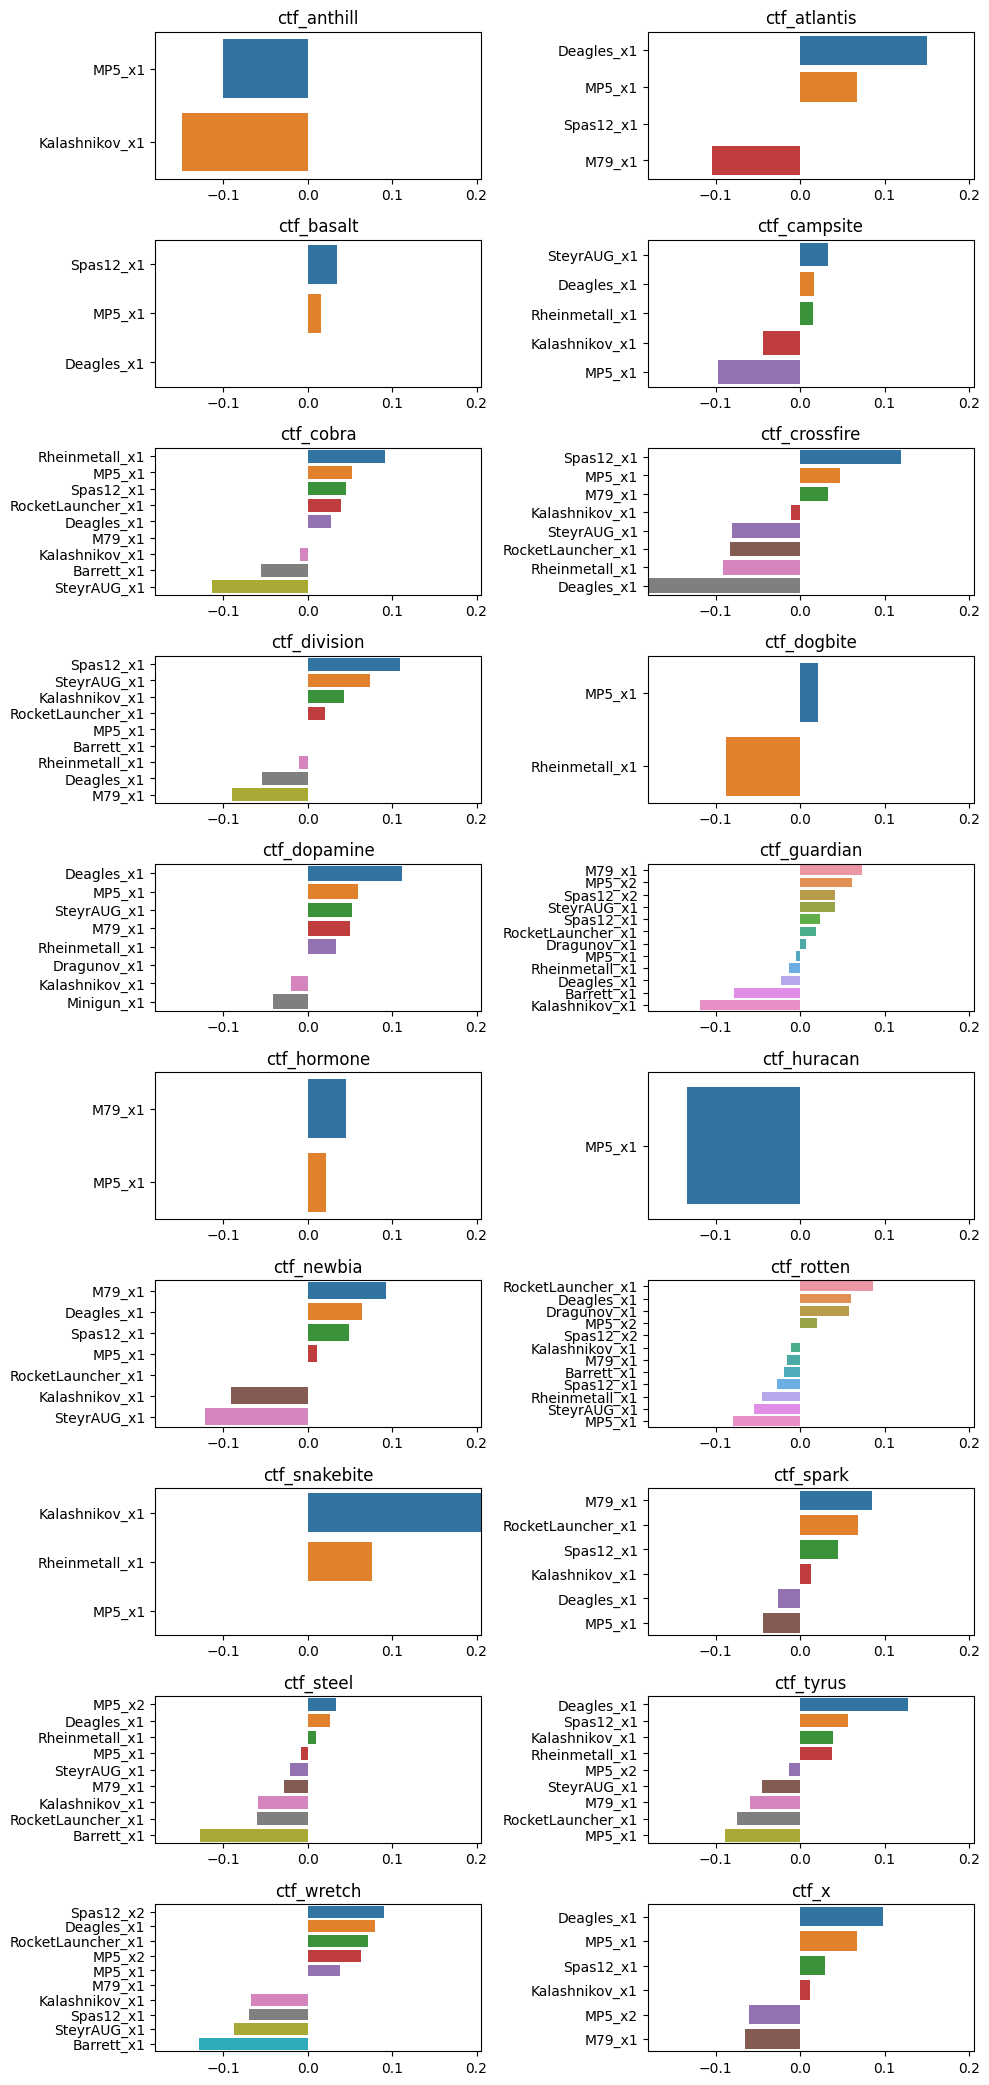 ctf_anthill
MP5_x1
Kalashnikov_x1
−0.1 0.0 0.1 0.2
ctf_atlantis
Deagles_x1
MP5_x1
Spas12_x1
M79_x1
−0.1 0.0 0.1 0.2
ctf_basalt
Spas12_x1
MP5_x1
Deagles_x1
−0.1 0.0 0.1 0.2
ctf_campsite
SteyrAUG_x1
Deagles_x1
Rheinmetall_x1
Kalashnikov_x1
MP5_x1
−0.1 0.0 0.1 0.2
ctf_cobra
Rheinmetall_x1
MP5_x1
Spas12_x1
RocketLauncher_x1
Deagles_x1
M79_x1
Kalashnikov_x1
Barrett_x1
SteyrAUG_x1
−0.1 0.0 0.1 0.2
ctf_crossfire
Spas12_x1
MP5_x1
M79_x1
Kalashnikov_x1
SteyrAUG_x1
RocketLauncher_x1
Rheinmetall_x1
Deagles_x1
−0.1 0.0 0.1 0.2
ctf_division
Spas12_x1
SteyrAUG_x1
Kalashnikov_x1
RocketLauncher_x1
MP5_x1
Barrett_x1
Rheinmetall_x1
Deagles_x1
M79_x1
−0.1 0.0 0.1 0.2
ctf_dogbite
MP5_x1
Rheinmetall_x1
−0.1 0.0 0.1 0.2
ctf_dopamine
Deagles_x1
MP5_x1
SteyrAUG_x1
M79_x1
Rheinmetall_x1
Dragunov_x1
Kalashnikov_x1
Minigun_x1
−0.1 0.0 0.1 0.2
ctf_guardian
M79_x1
MP5_x2
Spas12_x2
SteyrAUG_x1
Spas12_x1
RocketLauncher_x1
Dragunov_x1
MP5_x1
Rheinmetall_x1
Deagles_x1
Barrett_x1
Kalashnikov_x1
−0.1 0.0 0.1 0.2
ctf_hormone
M79_x1
MP5_x1
−0.1 0.0 0.1 0.2
ctf_huracan
MP5_x1
−0.1 0.0 0.1 0.2
ctf_newbia
M79_x1
Deagles_x1
Spas12_x1
MP5_x1
RocketLauncher_x1
Kalashnikov_x1
SteyrAUG_x1
−0.1 0.0 0.1 0.2
ctf_rotten
RocketLauncher_x1
Deagles_x1
Dragunov_x1
MP5_x2
Spas12_x2
Kalashnikov_x1
M79_x1
Barrett_x1
Spas12_x1
Rheinmetall_x1
SteyrAUG_x1
MP5_x1
−0.1 0.0 0.1 0.2
ctf_snakebite
Kalashnikov_x1
Rheinmetall_x1
MP5_x1
−0.1 0.0 0.1 0.2
ctf_spark
M79_x1
RocketLauncher_x1
Spas12_x1
Kalashnikov_x1
Deagles_x1
MP5_x1
−0.1 0.0 0.1 0.2
ctf_steel
MP5_x2
Deagles_x1
Rheinmetall_x1
MP5_x1
SteyrAUG_x1
M79_x1
Kalashnikov_x1
RocketLauncher_x1
Barrett_x1
−0.1 0.0 0.1 0.2
ctf_tyrus
Deagles_x1
Spas12_x1
Kalashnikov_x1
Rheinmetall_x1
MP5_x2
SteyrAUG_x1
M79_x1
RocketLauncher_x1
MP5_x1
−0.1 0.0 0.1 0.2
ctf_wretch
Spas12_x2
Deagles_x1
RocketLauncher_x1
MP5_x2
MP5_x1
M79_x1
Kalashnikov_x1
Spas12_x1
SteyrAUG_x1
Barrett_x1
−0.1 0.0 0.1 0.2
ctf_x
Deagles_x1
MP5_x1
Spas12_x1
Kalashnikov_x1
MP5_x2
M79_x1
−0.1 0.0 0.1 0.2